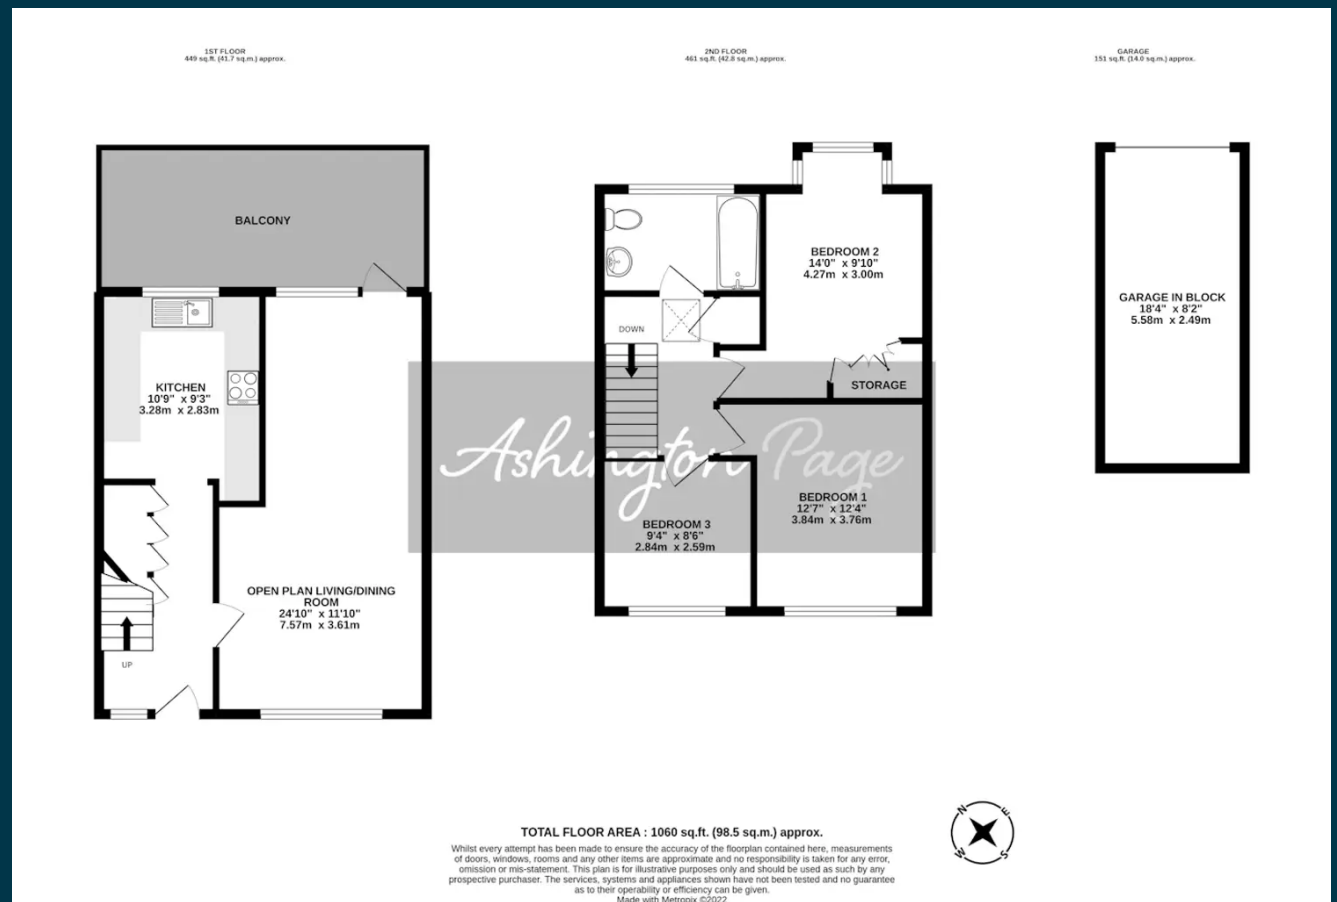 1ST FLOOR
449 sq.ft. (41.7 sq.m.) approx.
2ND FLOOR
461 sq.ft. (42.8 sq.m.) approx.
GARAGE
151 sq.ft. (14.0 sq.m.) approx.
BALCONY
KITCHEN
10'9" x 9'3"
3.28m x 2.83m
OPEN PLAN LIVING/DINING
ROOM
24'10" x 11'10"
7.57m x 3.61m
UP
DOWN
BEDROOM 2
14'0" x 9'10"
4.27m x 3.00m
STORAGE
BEDROOM 1
12'7" x 12'4"
3.84m x 3.76m
BEDROOM 3
9'4" x 8'6"
2.84m x 2.59m
GARAGE IN BLOCK
18'4" x 8'2"
5.58m x 2.49m
Ashington Page
N
E
S
W
TOTAL FLOOR AREA : 1060 sq.ft. (98.5 sq.m.) approx.
Whilst every attempt has been made to ensure the accuracy of the floorplan contained here, measurements
of doors, windows, rooms and any other items are approximate and no responsibility is taken for any error,
omission or mis-statement. This plan is for illustrative purposes only and should be used as such by any
prospective purchaser. The services, systems and appliances shown have not been tested and no guarantee
as to their operability or efficiency can be given.
Made with Metropix ©2022